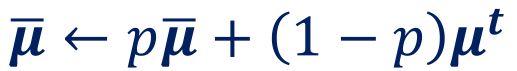 𝝁̅ ← p𝝁̅ + (1 − p)𝝁ᵗ